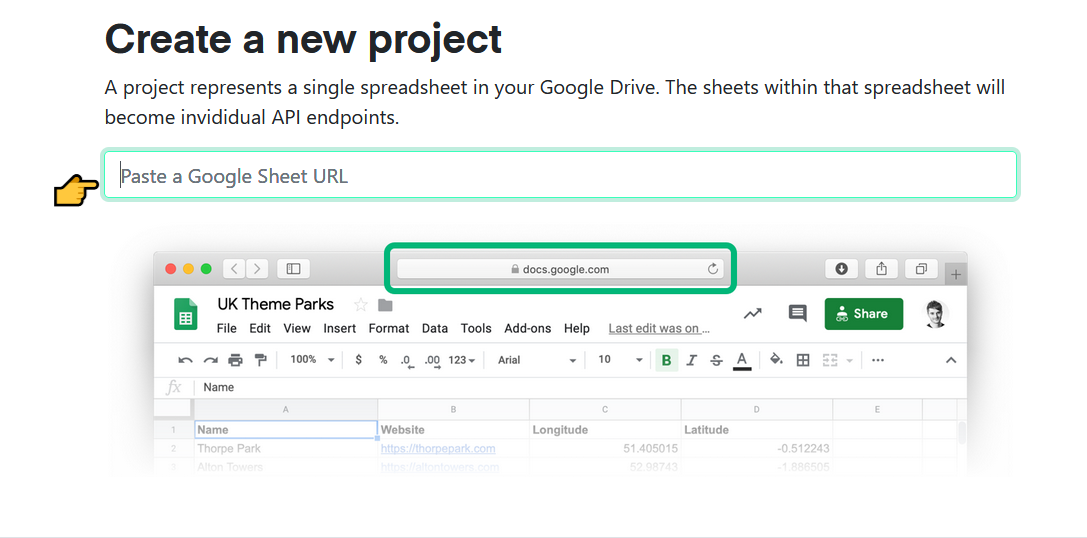 Create a new project
A project represents a single spreadsheet in your Google Drive. The sheets within that spreadsheet will
become invididual API endpoints.
Paste a Google Sheet URL
docs.google.com
UK Theme Parks
File Edit View Insert Format Data Tools Add-ons Help Last edit was on ...
Share
100% $ % .0 .00 123 Arial 10 B I S A
fx Name
A B C D E
1 Name Website Longitude Latitude
2 Thorpe Park https://thorpepark.com 51.405015 -0.512243
3 Alton Towers https://altontowers.com 52.98743 -1.886505